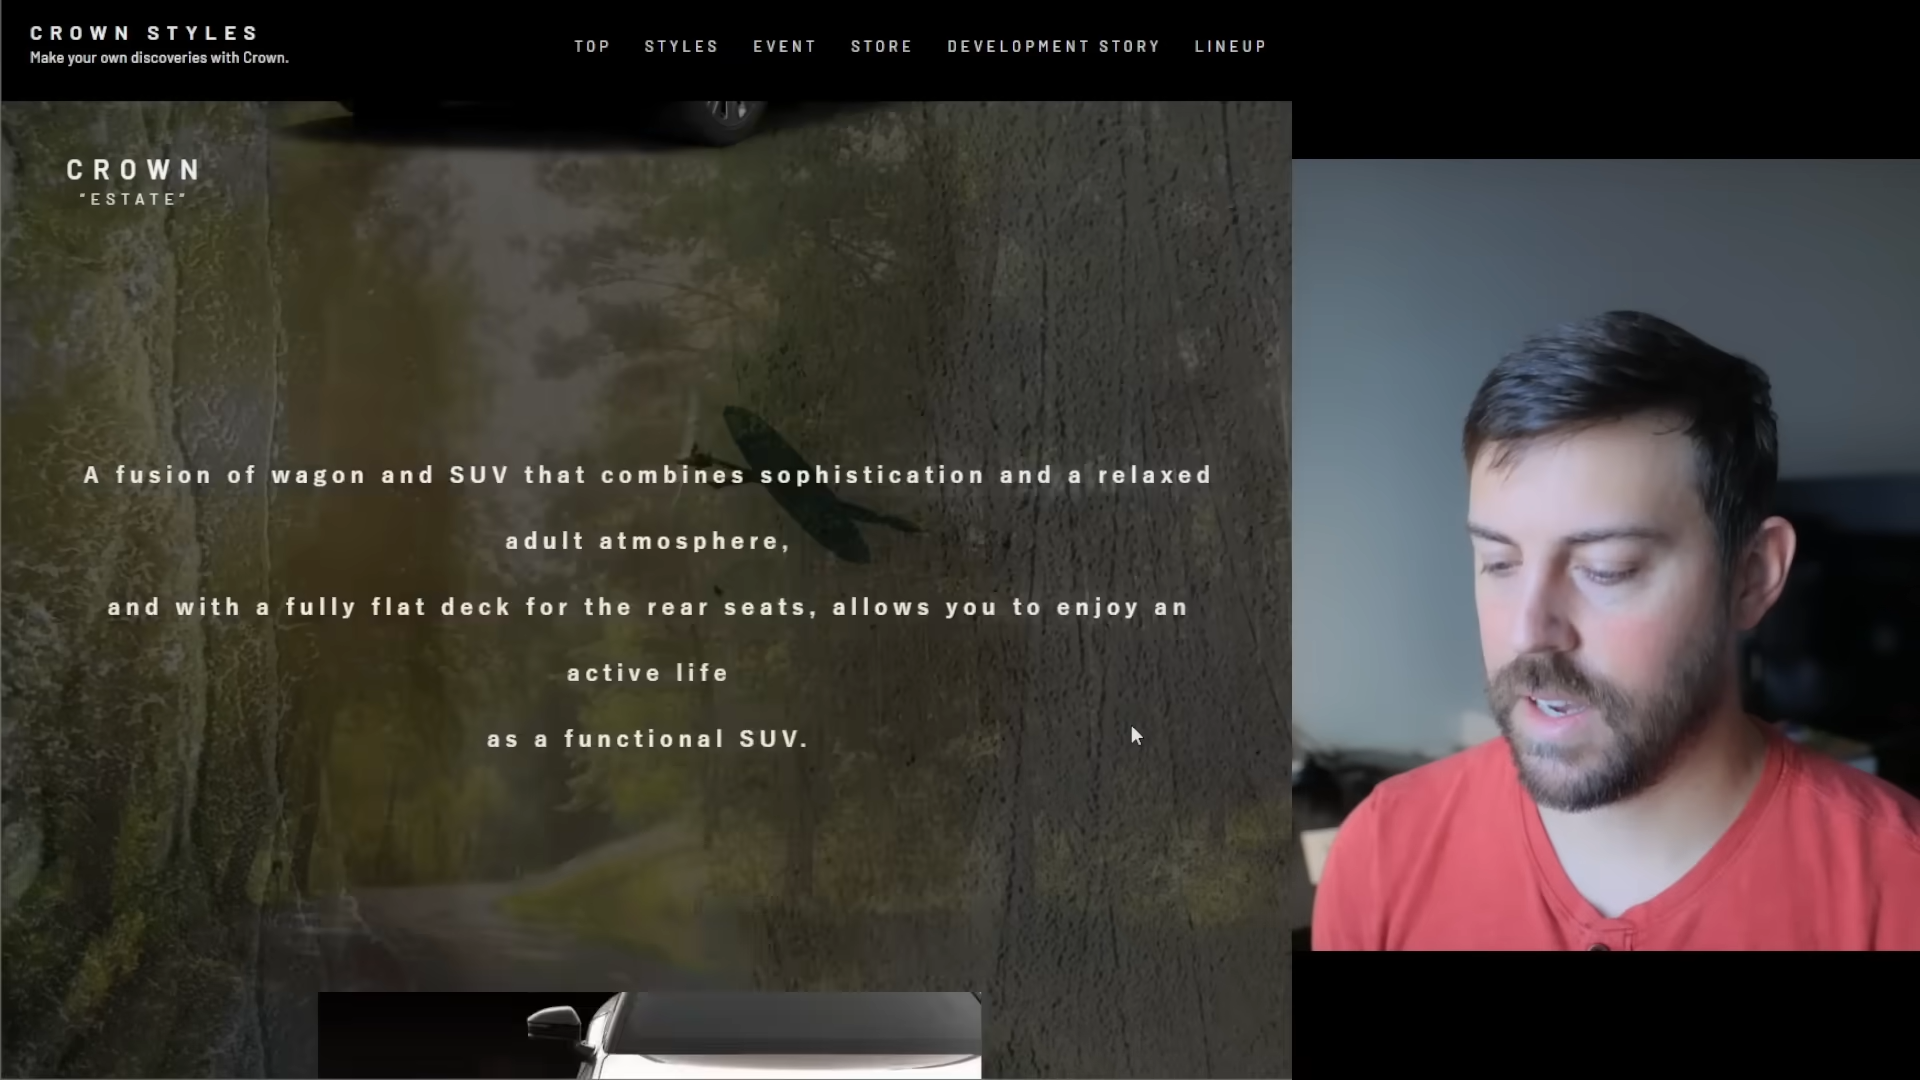 CROWN STYLES
Make your own discoveries with Crown.
TOP STYLES EVENT STORE DEVELOPMENT STORY LINEUP
CROWN
"ESTATE"
A fusion of wagon and SUV that combines sophistication and a relaxed
adult atmosphere,
and with a fully flat deck for the rear seats, allows you to enjoy an
active life
as a functional SUV.